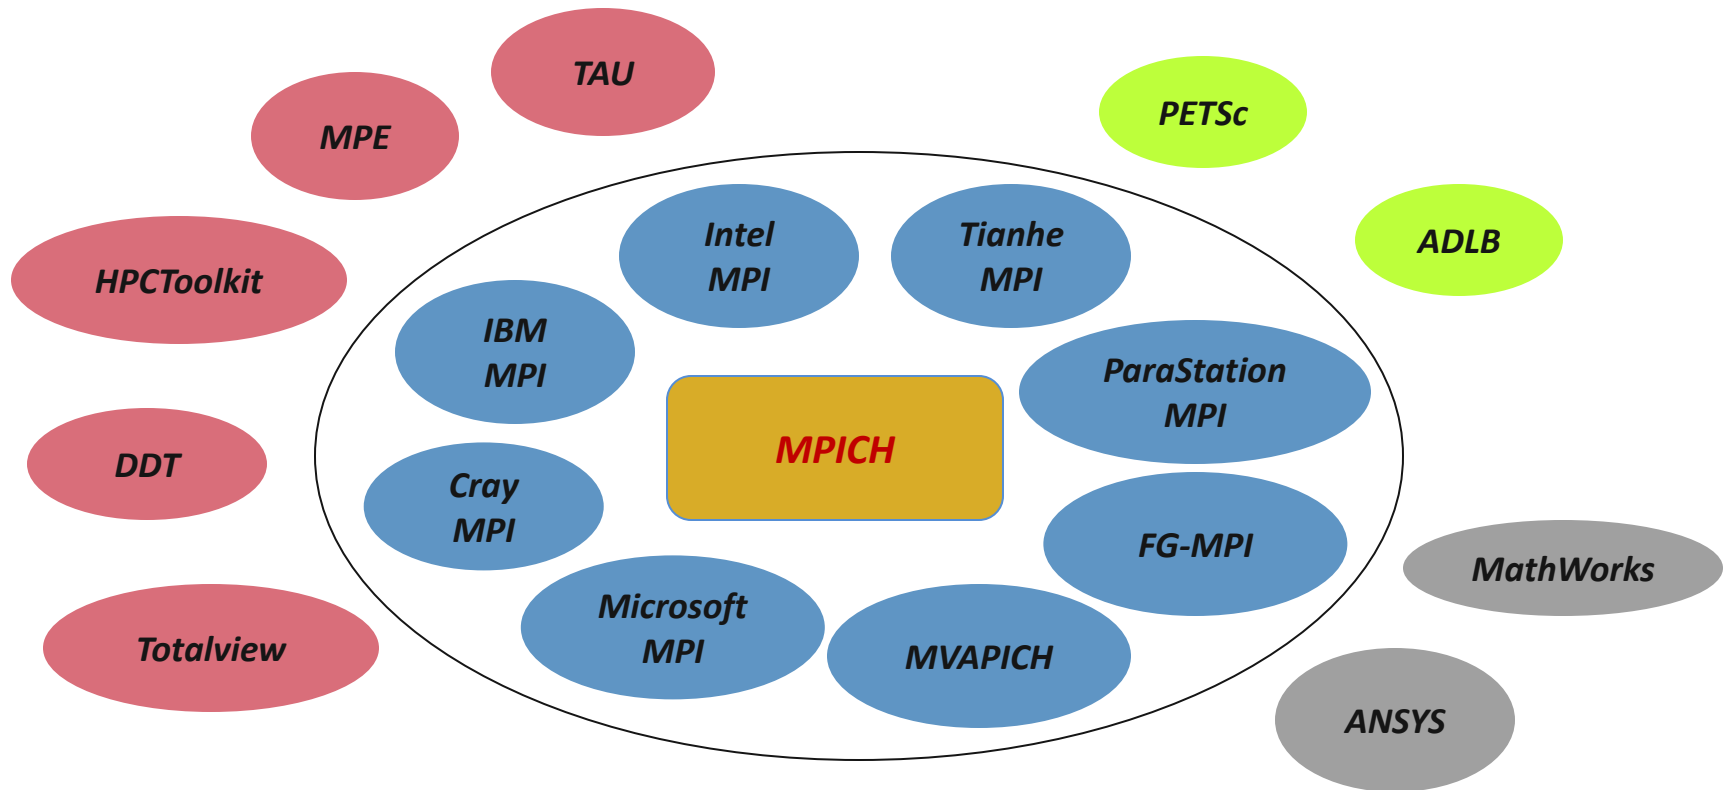 TAU
MPE
PETSc
ADLB
HPCToolkit
Intel
MPI
Tianhe
MPI
IBM
MPI
ParaStation
MPI
MPICH
DDT
Cray
MPI
FG-MPI
MathWorks
Microsoft
MPI
MVAPICH
Totalview
ANSYS